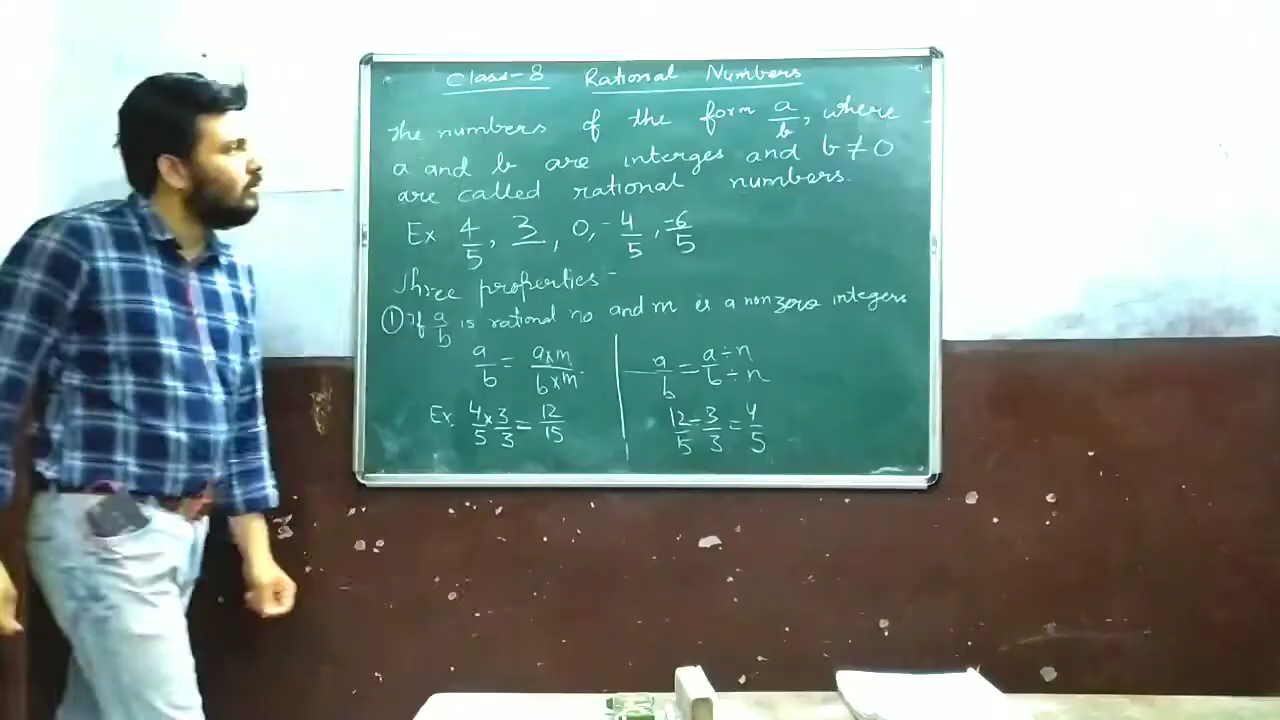 Class-8 Rational Numbers
The numbers of the form a/b, where
a and b are interges and b ≠ 0
are called rational numbers.
Ex 4/5, 3, 0, -4/5, -6/5
Three properties -
① If a/b is rational no and m is a non zero integers
a/b = a×m/b×m
a/b = a÷n/b÷n
Ex. 4/5 × 3/3 = 12/15
12/5 ÷ 3/3 = 4/5